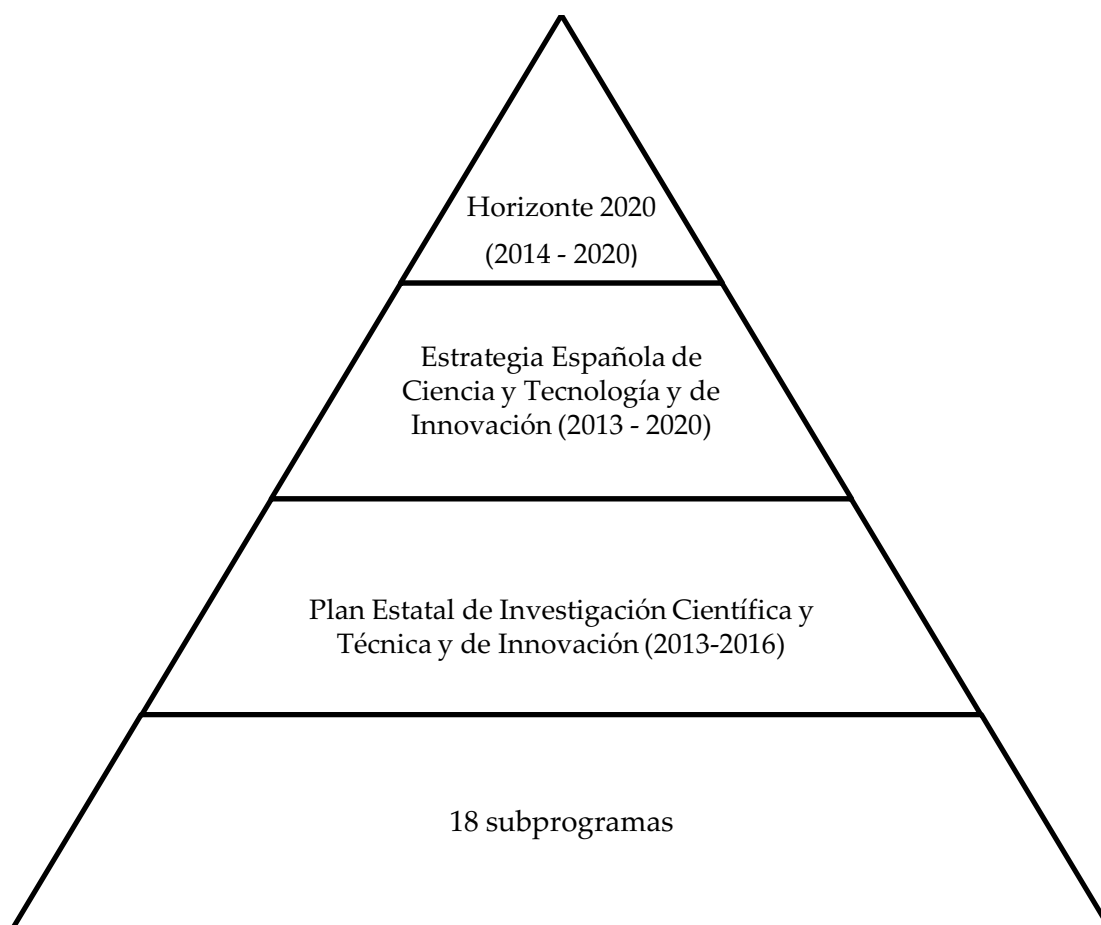 Horizonte 2020
(2014 - 2020)
Estrategia Española de
Ciencia y Tecnología y de
Innovación (2013 - 2020)
Plan Estatal de Investigación Científica y
Técnica y de Innovación (2013-2016)
18 subprogramas